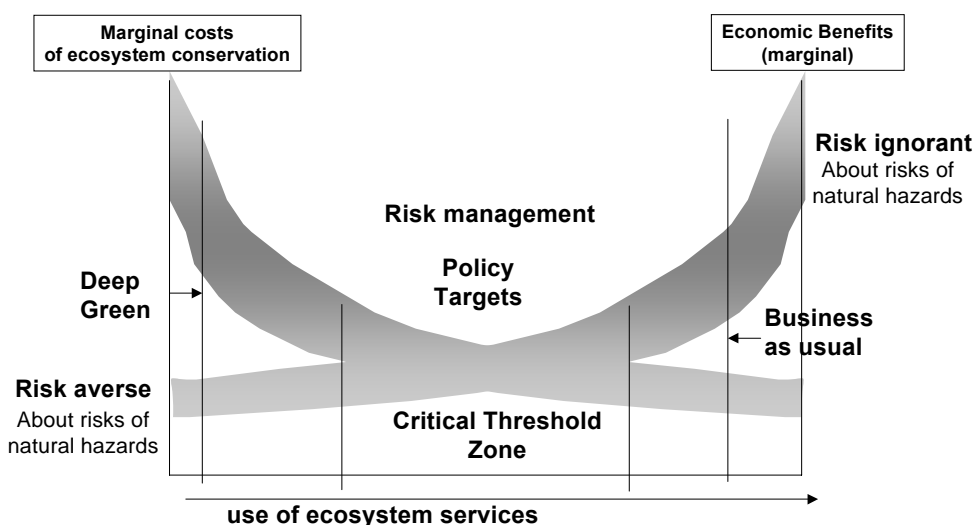 Marginal costs
of ecosystem conservation
Economic Benefits
(marginal)
Risk ignorant
About risks of
natural hazards
Risk management
Policy
Targets
Deep
Green
Business
as usual
Risk averse
About risks of
natural hazards
Critical Threshold
Zone
use of ecosystem services